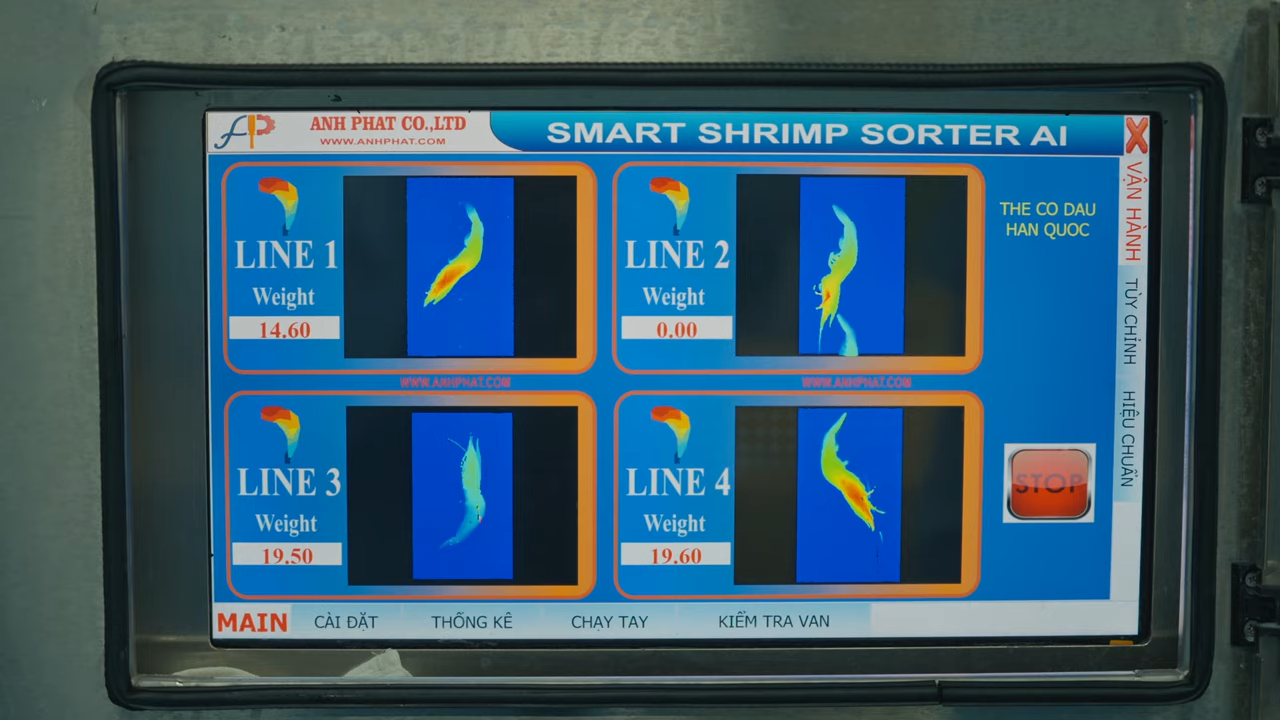 ANH PHAT CO.,LTD
WWW.ANHPHAT.COM
SMART SHRIMP SORTER AI
X
LINE 1
Weight
14.60
LINE 2
Weight
0.00
THE CO DAU
HAN QUOC
VẬN HÀNH
TÙY CHỈNH
HIỆU CHUẨN
WWW.ANHPHAT.COM
WWW.ANHPHAT.COM
LINE 3
Weight
19.50
LINE 4
Weight
19.60
STOP
MAIN
CÀI ĐẶT
THỐNG KÊ
CHẠY TAY
KIỂM TRA VAN